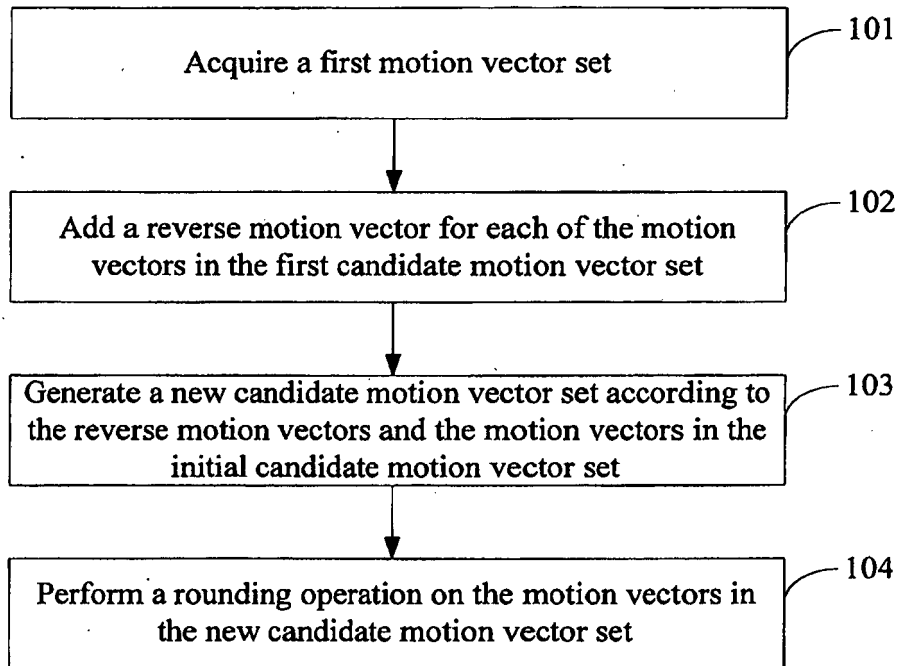 Acquire a first motion vector set
101
Add a reverse motion vector for each of the motion
vectors in the first candidate motion vector set
102
Generate a new candidate motion vector set according to
the reverse motion vectors and the motion vectors in the
initial candidate motion vector set
103
Perform a rounding operation on the motion vectors in
the new candidate motion vector set
104